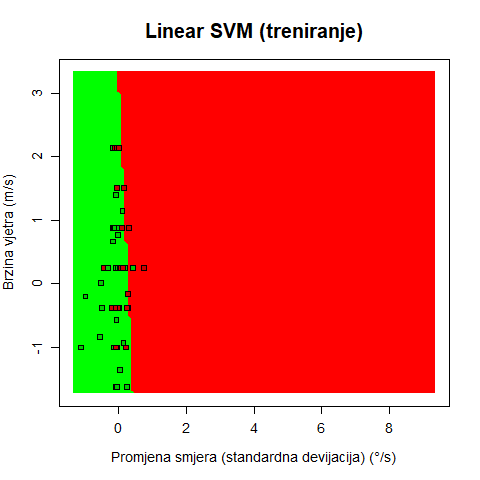 Linear SVM (treniranje)
Brzina vjetra (m/s)
3
2
1
0
-1
0 2 4 6 8
Promjena smjera (standardna devijacija) (°/s)